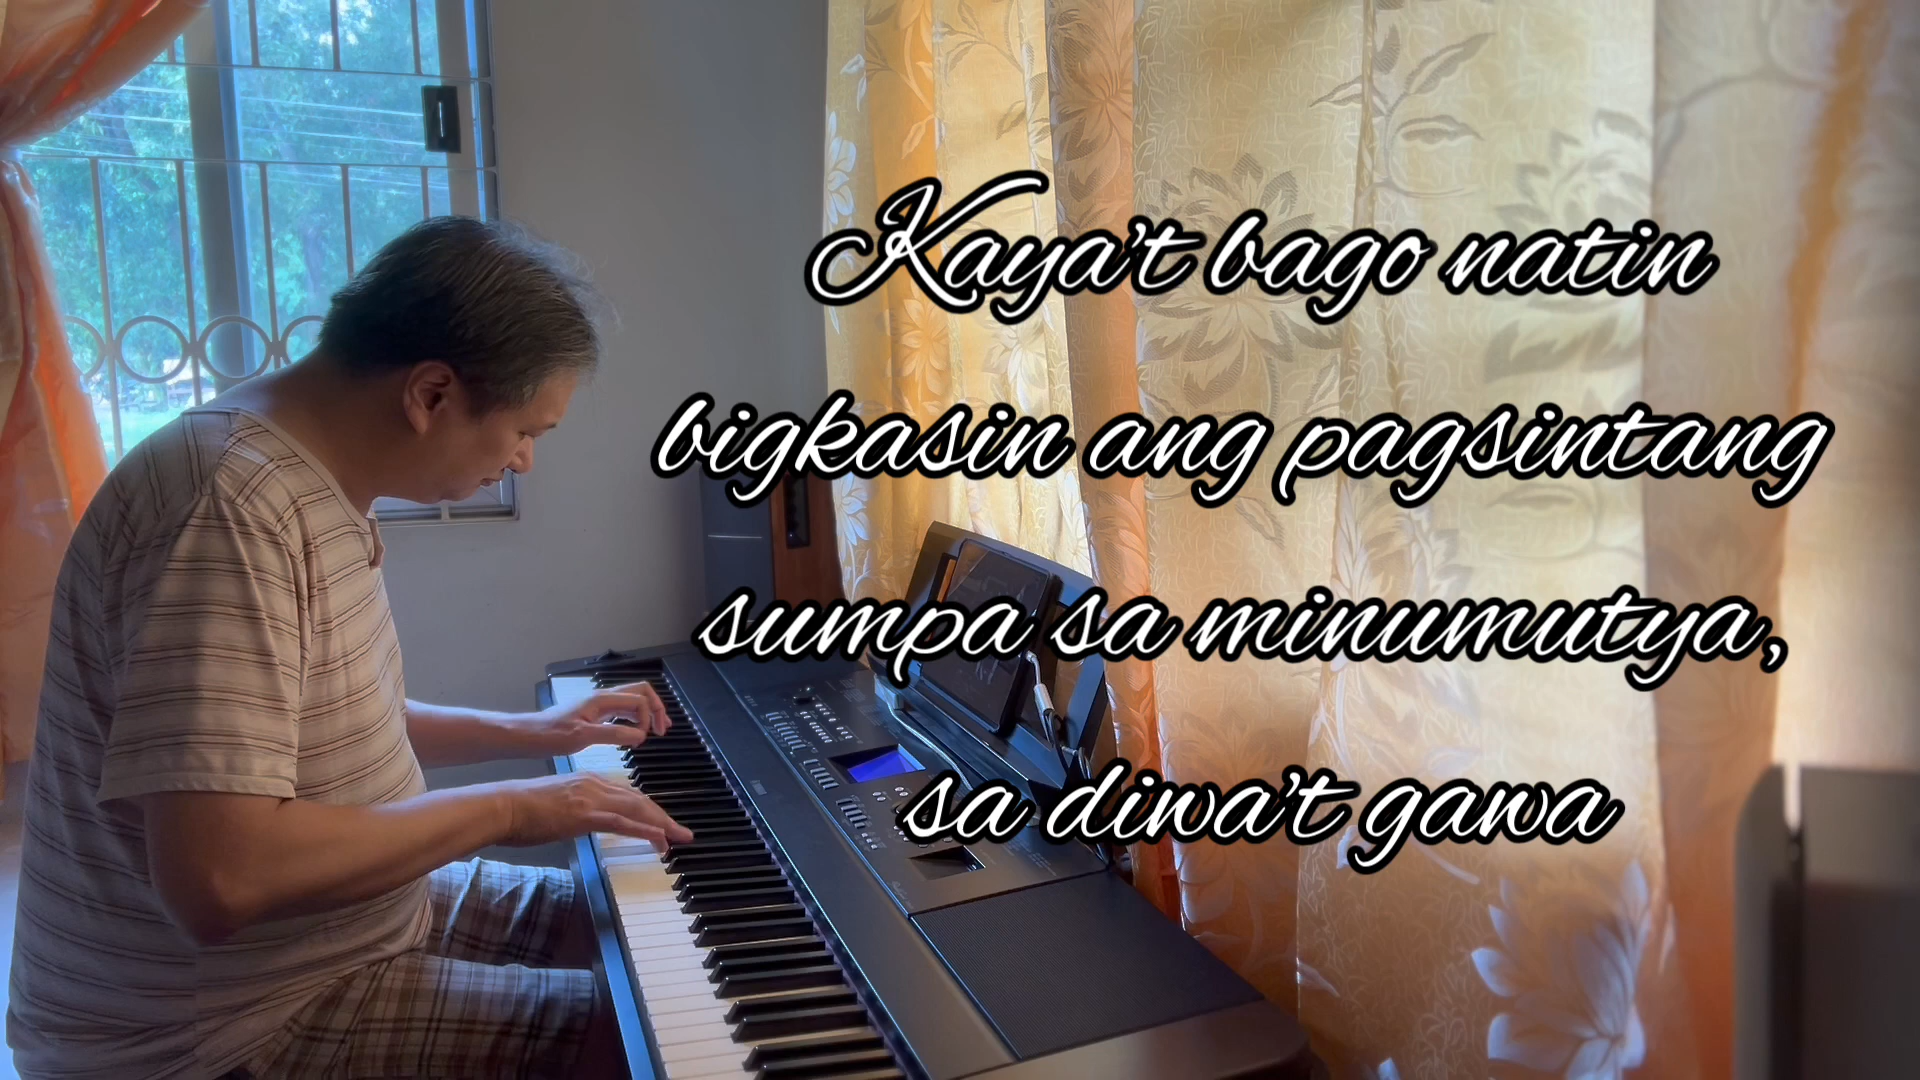 Kaya't bago natin
bigkasin ang pagsintang
sumpa sa minumutya,
sa diwa't gawa